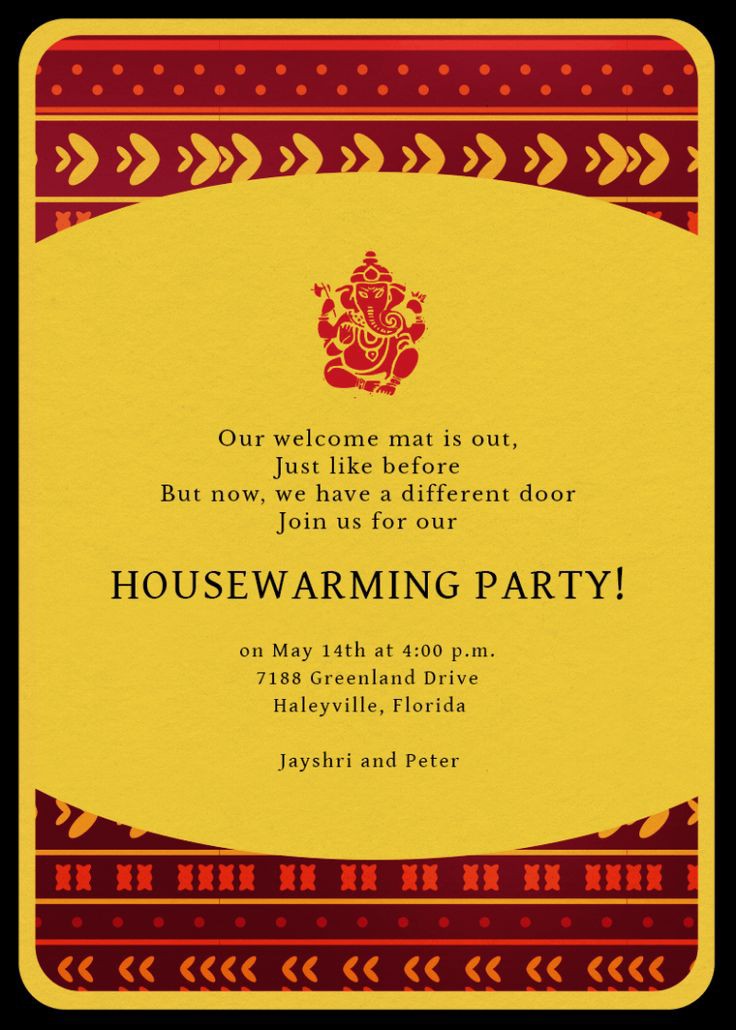 Our welcome mat is out,
Just like before
But now, we have a different door
Join us for our
HOUSEWARMING PARTY!
on May 14th at 4:00 p.m.
7188 Greenland Drive
Haleyville, Florida
Jayshri and Peter